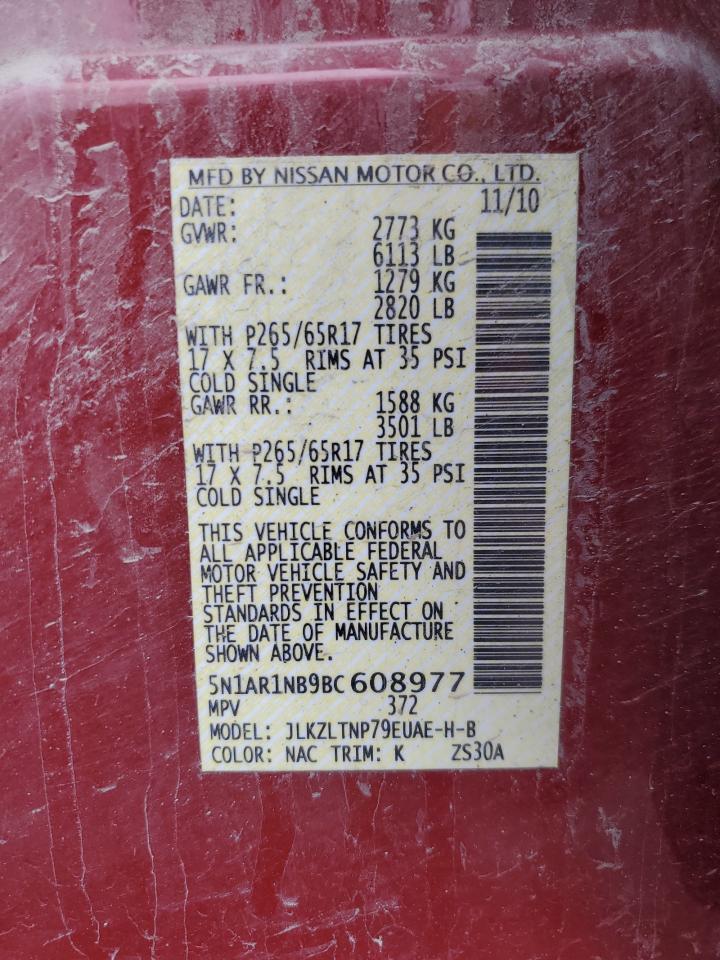 MFD BY NISSAN MOTOR CO., LTD.
DATE: 11/10
GVWR: 2773 KG
6113 LB
GAWR FR.: 1279 KG
2820 LB
WITH P265/65R17 TIRES
17 X 7.5 RIMS AT 35 PSI
COLD SINGLE
GAWR RR.: 1588 KG
3501 LB
WITH P265/65R17 TIRES
17 X 7.5 RIMS AT 35 PSI
COLD SINGLE
THIS VEHICLE CONFORMS TO
ALL APPLICABLE FEDERAL
MOTOR VEHICLE SAFETY AND
THEFT PREVENTION
STANDARDS IN EFFECT ON
THE DATE OF MANUFACTURE
SHOWN ABOVE.
5N1AR1NB9BC608977
MPV 372
MODEL: JLKZLTNP79EUAE-H-B
COLOR: NAC TRIM: K ZS30A